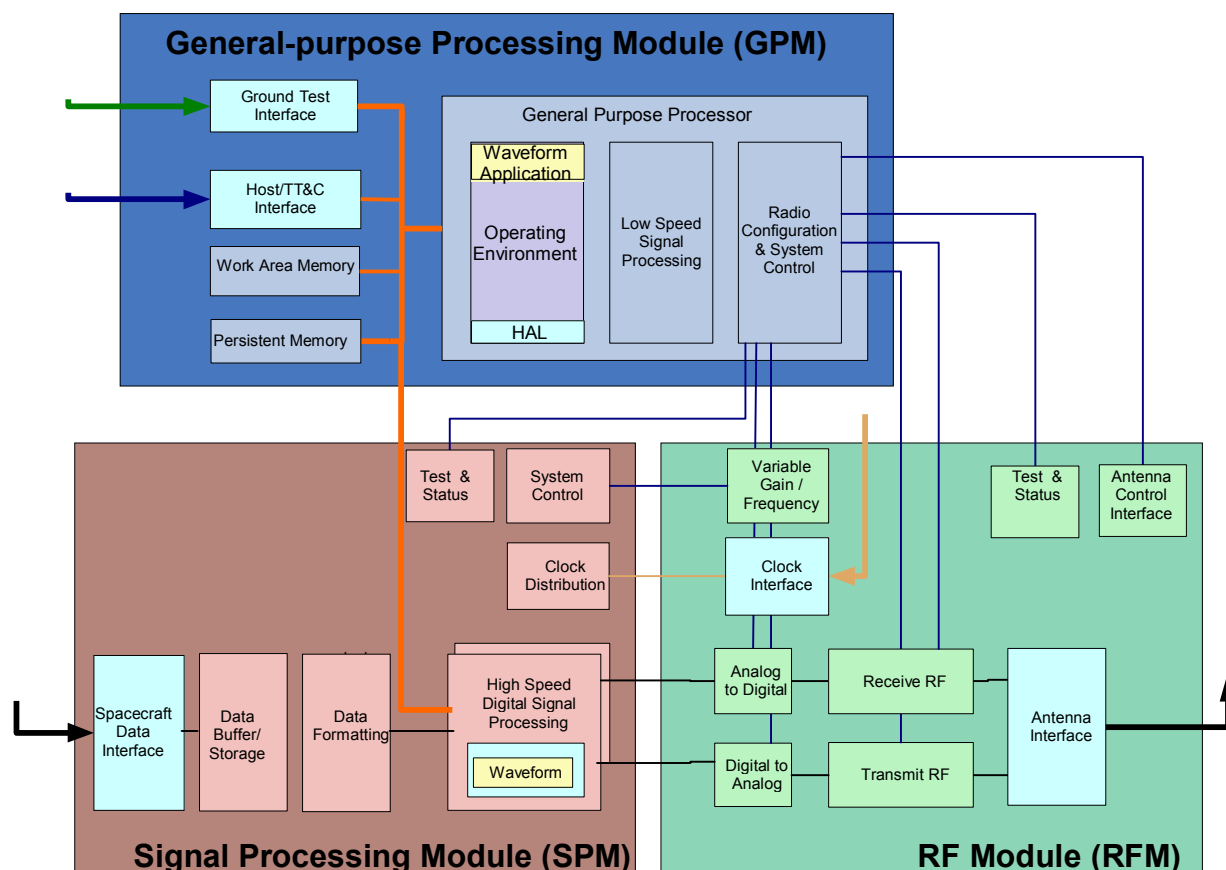 General-purpose Processing Module (GPM)
Ground Test
Interface
General Purpose Processor
Waveform
Application
Host/TT&C
Interface
Operating
Environment
Low Speed
Signal
Processing
Radio
Configuration
& System
Control
Work Area Memory
Persistent Memory
HAL
Test &
Status
System
Control
Variable
Gain /
Frequency
Test &
Status
Antenna
Control
Interface
Clock
Distribution
Clock
Interface
Spacecraft
Data
Interface
Data
Buffer/
Storage
Data
Formatting
High Speed
Digital Signal
Processing
Waveform
Analog
to Digital
Receive RF
Antenna
Interface
Digital to
Analog
Transmit RF
Signal Processing Module (SPM)
RF Module (RFM)